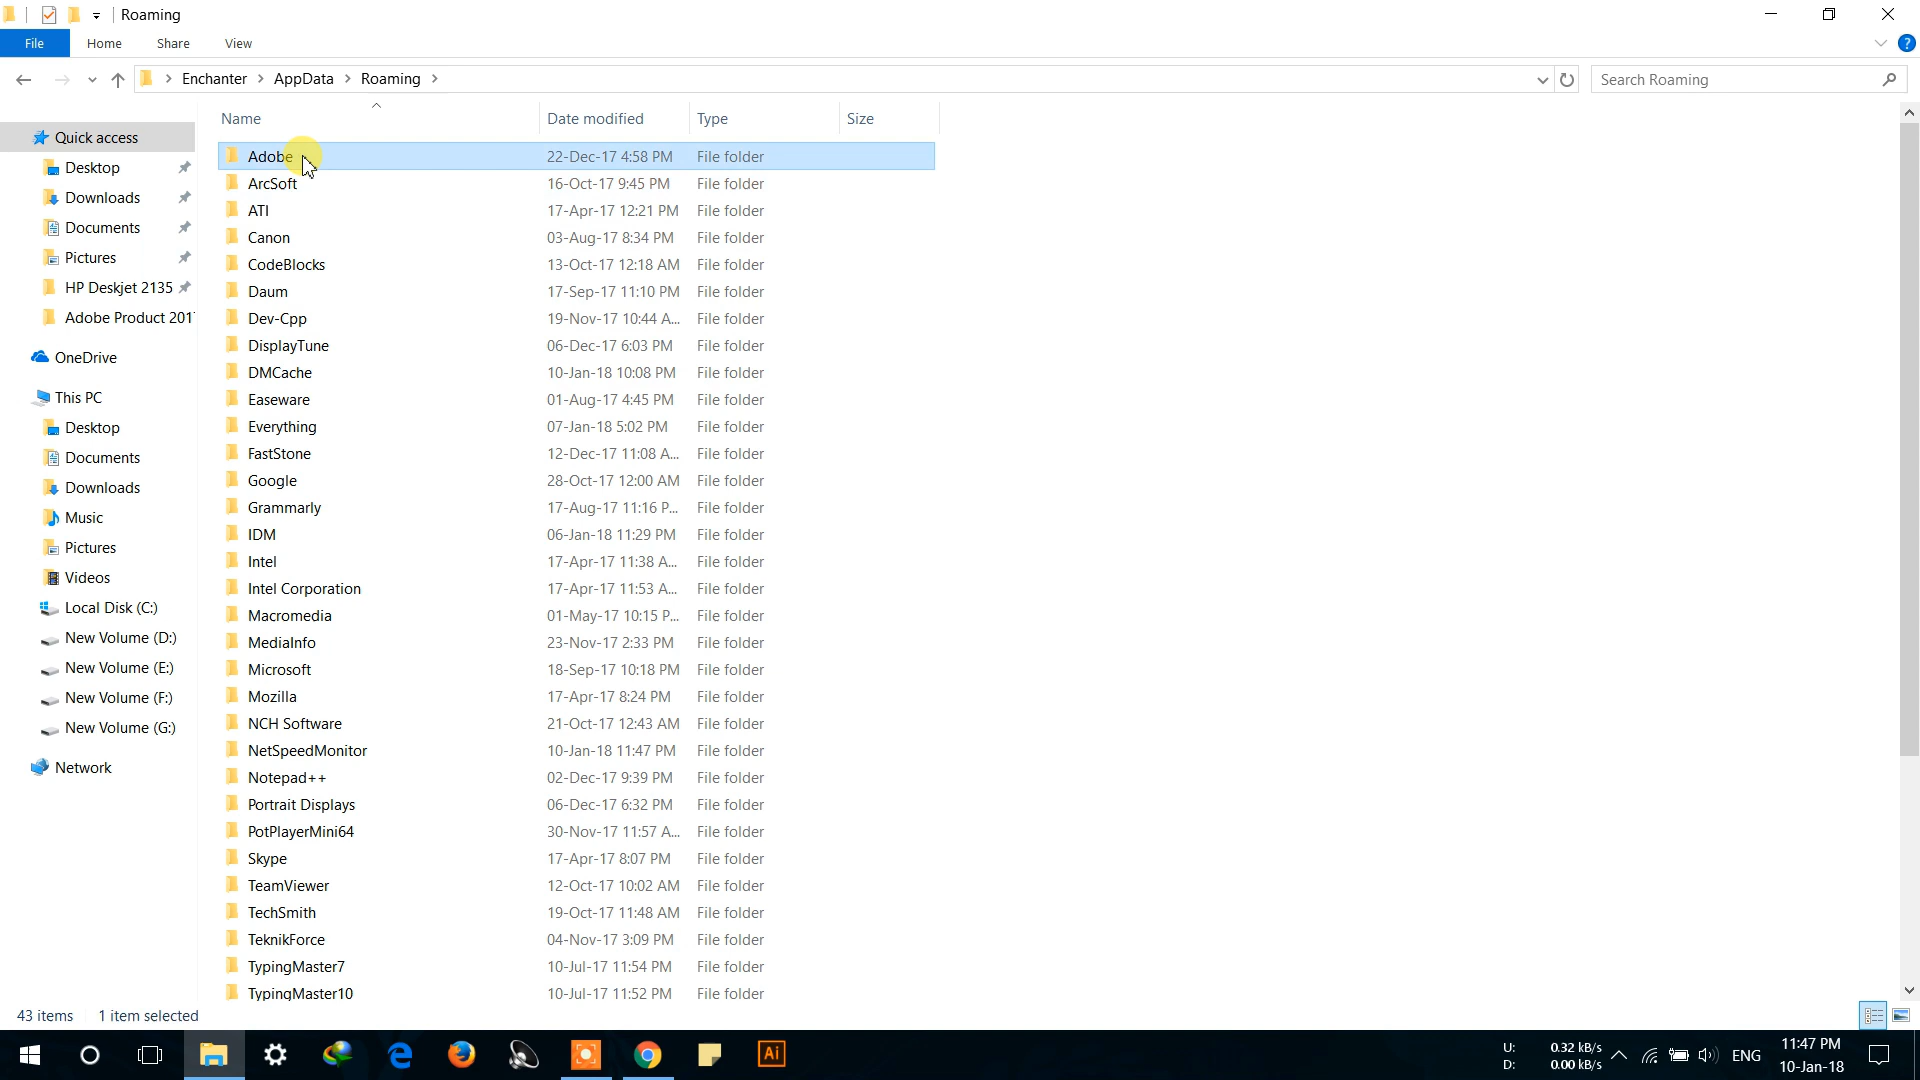 Roaming
File Home Share View
Enchanter AppData Roaming Search Roaming
Name Date modified Type Size
Quick access
Desktop
Downloads
Documents
Pictures
HP Deskjet 2135
Adobe Product 201
OneDrive
This PC
Desktop
Documents
Downloads
Music
Pictures
Videos
Local Disk (C:)
New Volume (D:)
New Volume (E:)
New Volume (F:)
New Volume (G:)
Network
Adobe 22-Dec-17 4:58 PM File folder
ArcSoft 16-Oct-17 9:45 PM File folder
ATI 17-Apr-17 12:21 PM File folder
Canon 03-Aug-17 8:34 PM File folder
CodeBlocks 13-Oct-17 12:18 AM File folder
Daum 17-Sep-17 11:10 PM File folder
Dev-Cpp 19-Nov-17 10:44 A... File folder
DisplayTune 06-Dec-17 6:03 PM File folder
DMCache 10-Jan-18 10:08 PM File folder
Easeware 01-Aug-17 4:45 PM File folder
Everything 07-Jan-18 5:02 PM File folder
FastStone 12-Dec-17 11:08 A... File folder
Google 28-Oct-17 12:00 AM File folder
Grammarly 17-Aug-17 11:16 P... File folder
IDM 06-Jan-18 11:29 PM File folder
Intel 17-Apr-17 11:38 A... File folder
Intel Corporation 17-Apr-17 11:53 A... File folder
Macromedia 01-May-17 10:15 P... File folder
MediaInfo 23-Nov-17 2:33 PM File folder
Microsoft 18-Sep-17 10:18 PM File folder
Mozilla 17-Apr-17 8:24 PM File folder
NCH Software 21-Oct-17 12:43 AM File folder
NetSpeedMonitor 10-Jan-18 11:47 PM File folder
Notepad++ 02-Dec-17 9:39 PM File folder
Portrait Displays 06-Dec-17 6:32 PM File folder
PotPlayerMini64 30-Nov-17 11:57 A... File folder
Skype 17-Apr-17 8:07 PM File folder
TeamViewer 12-Oct-17 10:02 AM File folder
TechSmith 19-Oct-17 11:48 AM File folder
TeknikForce 04-Nov-17 3:09 PM File folder
TypingMaster7 10-Jul-17 11:54 PM File folder
TypingMaster10 10-Jul-17 11:52 PM File folder
43 items 1 item selected
Ai
U: 0.32 kB/s
D: 0.00 kB/s
ENG
11:47 PM
10-Jan-18